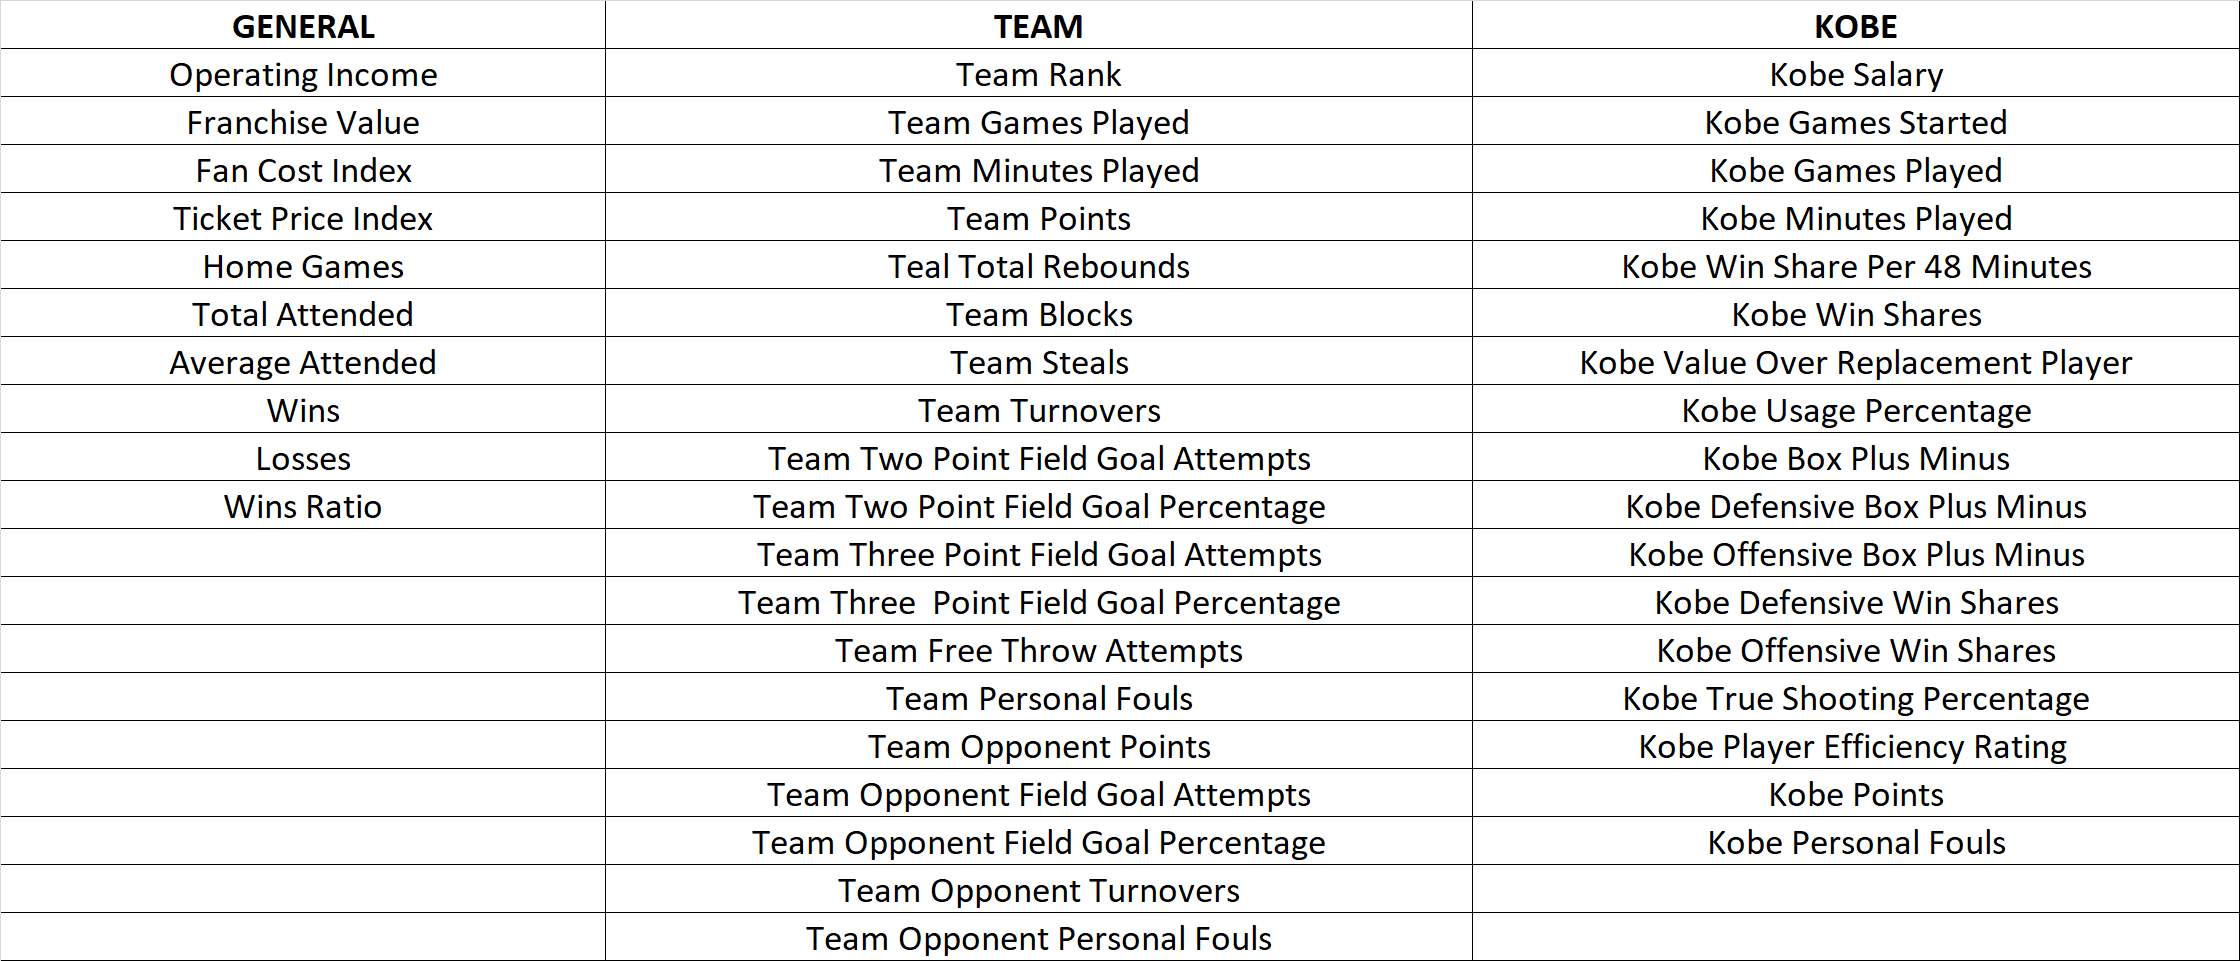 GENERAL TEAM KOBE
Operating Income Team Rank Kobe Salary
Franchise Value Team Games Played Kobe Games Started
Fan Cost Index Team Minutes Played Kobe Games Played
Ticket Price Index Team Points Kobe Minutes Played
Home Games Teal Total Rebounds Kobe Win Share Per 48 Minutes
Total Attended Team Blocks Kobe Win Shares
Average Attended Team Steals Kobe Value Over Replacement Player
Wins Team Turnovers Kobe Usage Percentage
Losses Team Two Point Field Goal Attempts Kobe Box Plus Minus
Wins Ratio Team Two Point Field Goal Percentage Kobe Defensive Box Plus Minus
Team Three Point Field Goal Attempts Kobe Offensive Box Plus Minus
Team Three  Point Field Goal Percentage Kobe Defensive Win Shares
Team Free Throw Attempts Kobe Offensive Win Shares
Team Personal Fouls Kobe True Shooting Percentage
Team Opponent Points Kobe Player Efficiency Rating
Team Opponent Field Goal Attempts Kobe Points
Team Opponent Field Goal Percentage Kobe Personal Fouls
Team Opponent Turnovers
Team Opponent Personal Fouls